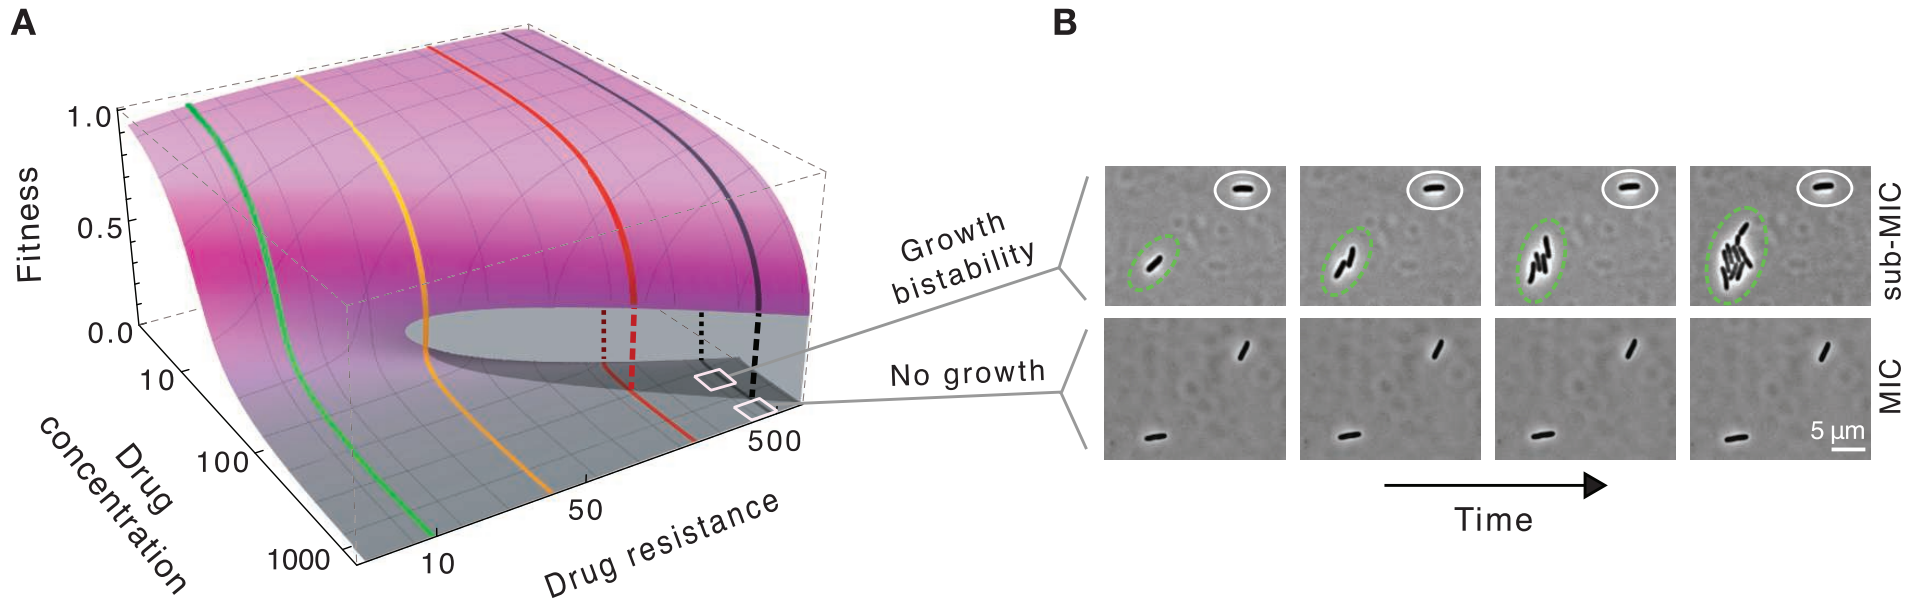 A
1.0
0.5
0.0
Fitness
10
100
1000
Drug
concentration
10
50
500
Drug resistance
Growth
bistability
No growth
B
sub-MIC
MIC
5 µm
Time